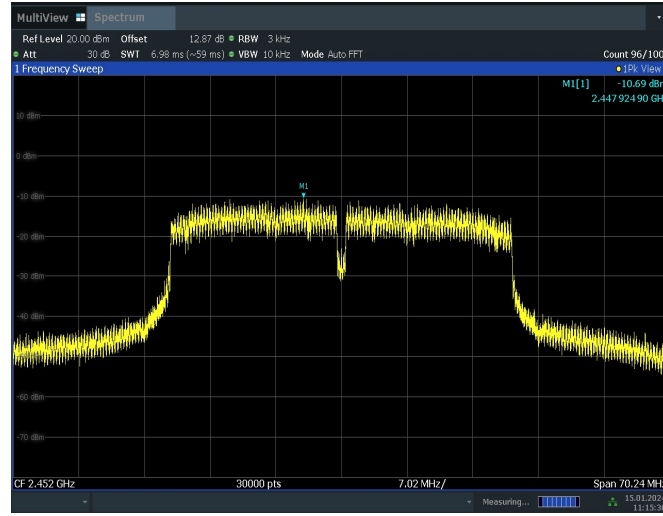 MultiView Spectrum
Ref Level 20.00 dBm Offset 12.87 dB RBW 3 kHz
Att 30 dB SWT 6.98 ms (~59 ms) VBW 10 kHz Mode Auto FFT Count 96/100
1 Frequency Sweep 1Pk View
M1[1] -10.69 dBm
2.447 924 90 GH
10 dBm
0 dBm
M1
-10 dBm
-20 dBm
-30 dBm
-40 dBm
-60 dBm
-70 dBm
CF 2.452 GHz 30000 pts 7.02 MHz/ Span 70.24 MHz
Measuring... 15.01.2024
11:15:3